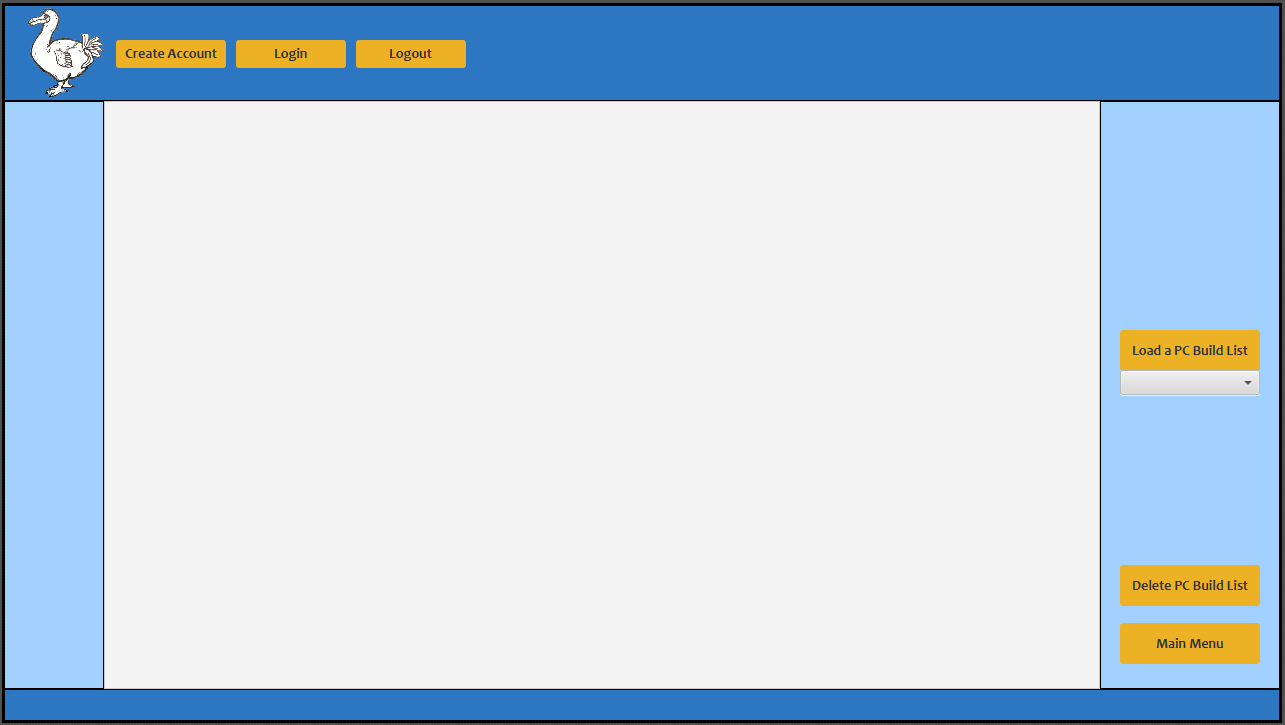 Create Account
Login
Logout
Load a PC Build List
Delete PC Build List
Main Menu